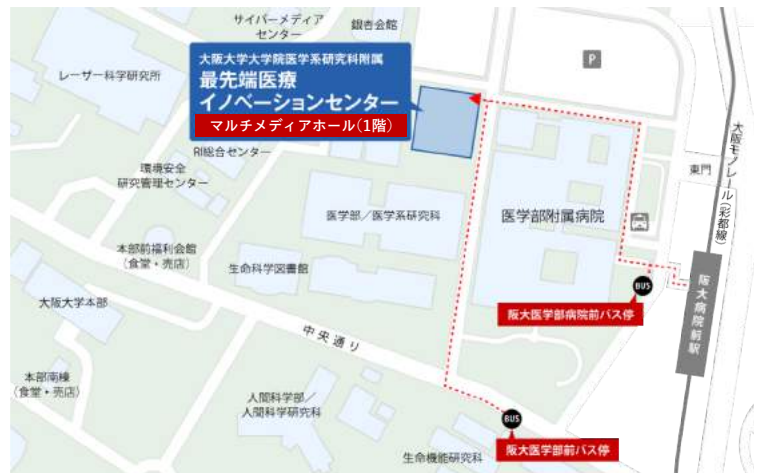 サイバーメディア
センター
銀杏会館
大阪大学大学院医学系研究科附属
最先端医療
イノベーションセンター
マルチメディアホール(1階)
P
レーザー科学研究所
RI総合センター
環境安全
研究管理センター
医学部／医学系研究科
医学部附属病院
東門
大阪モノレール(彩都線)
本部前福利会館
(食堂・売店)
生命科学図書館
BUS
阪大医学部病院前バス停
阪大病院前駅
大阪大学本部
中央通り
本部南棟
(食堂・売店)
人間科学部／
人間科学研究科
BUS
阪大医学部前バス停
生命機能研究科